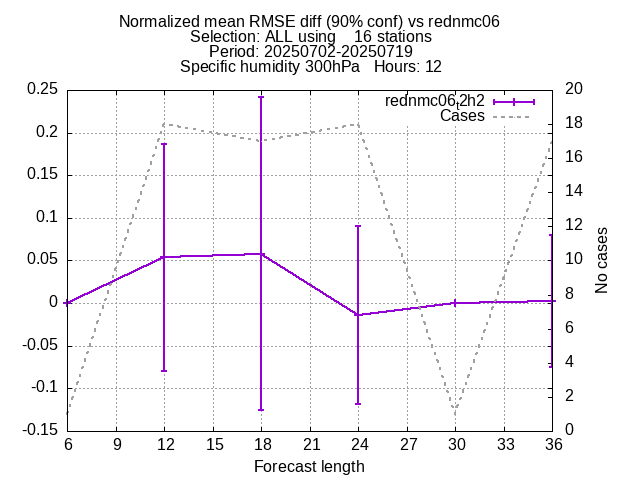 Normalized mean RMSE diff (90% conf) vs rednmc06
Selection: ALL using    16 stations
Period: 20250702-20250719
Specific humidity 300hPa   Hours: 12
rednmc06,2h2
Cases
0.25
0.2
0.15
0.1
0.05
0
-0.05
-0.1
-0.15
20
18
16
14
12
10
8
6
4
2
0
No cases
6 9 12 15 18 21 24 27 30 33 36
Forecast length